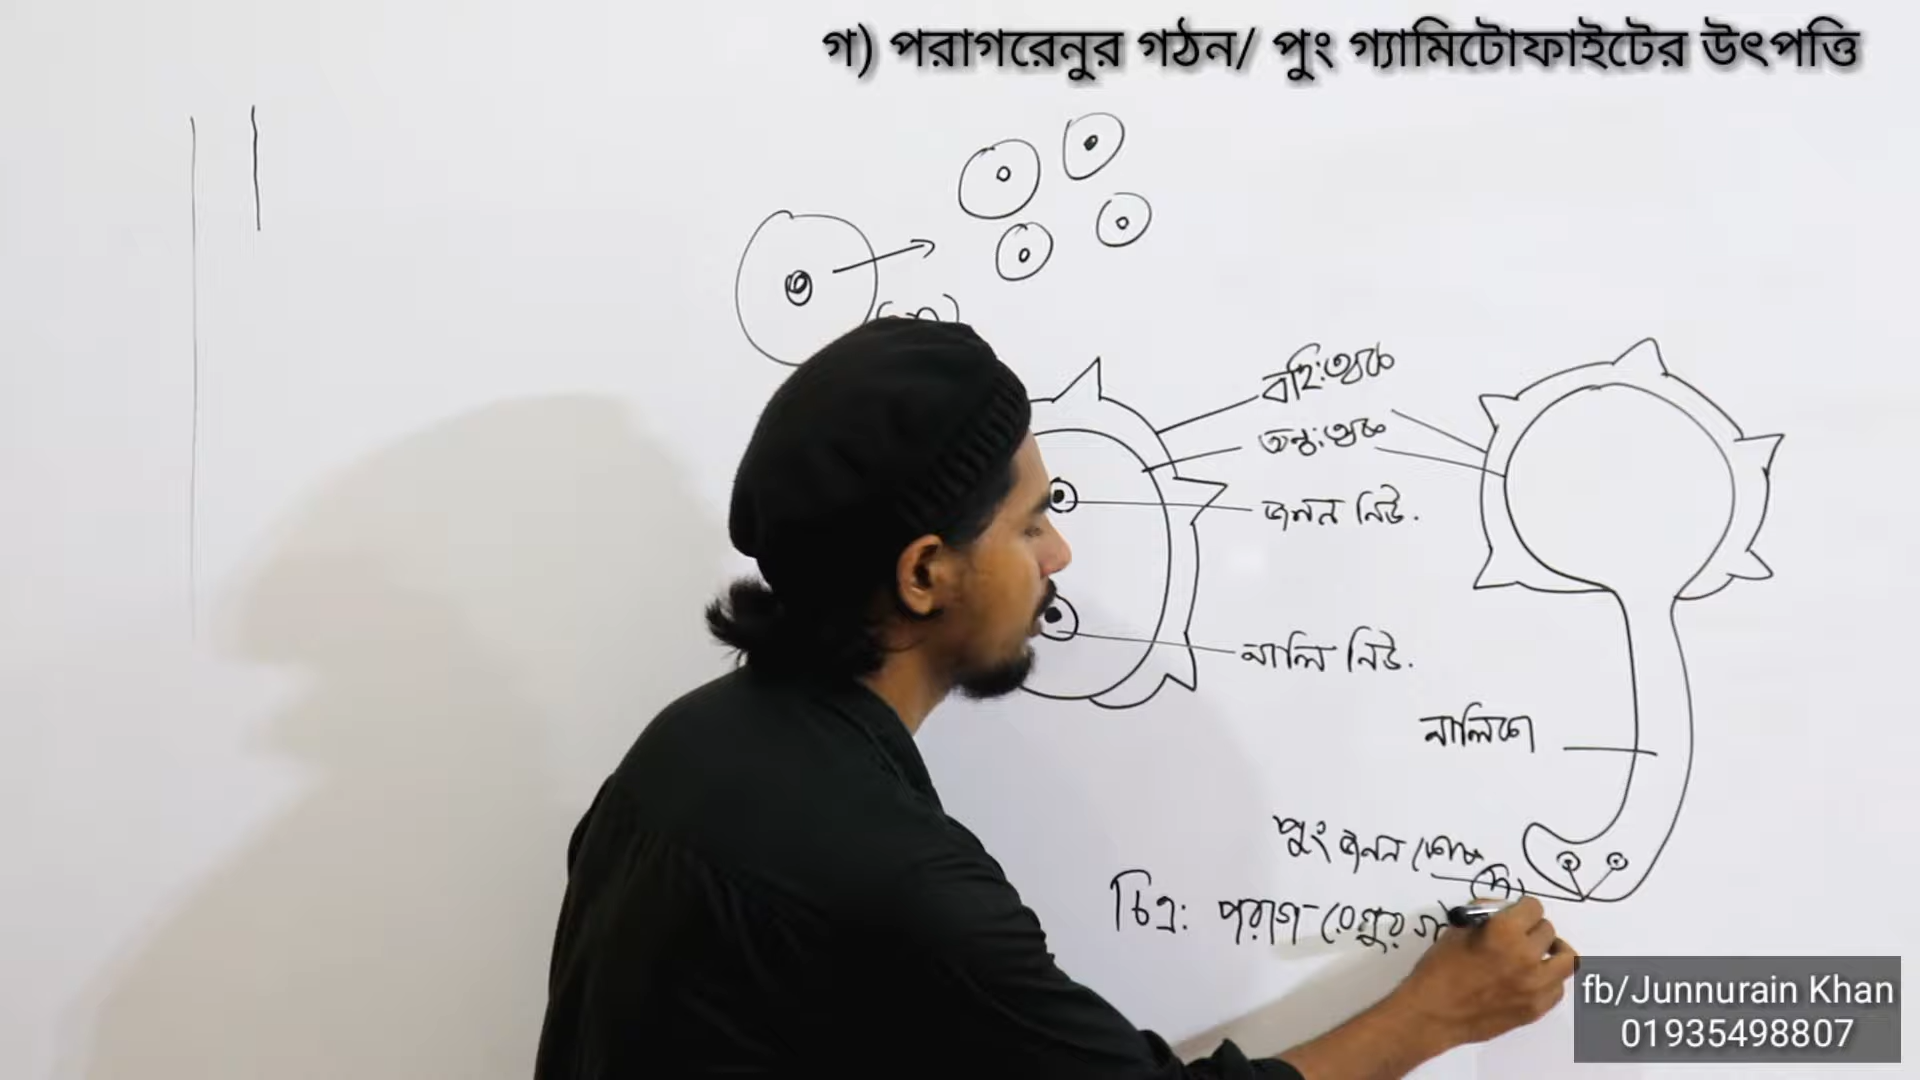 গ) পরাগরেনুর গঠন/ পুং গ্যামিটোফাইটের উৎপত্তি
বহিঃত্বক
অন্তঃত্বক
জনন নিউ.
নালি নিউ.
নালিকা
পুং জনন কোষ
(n)
চিত্র: পরাগ রেণুর
fb/Junnurain Khan
01935498807